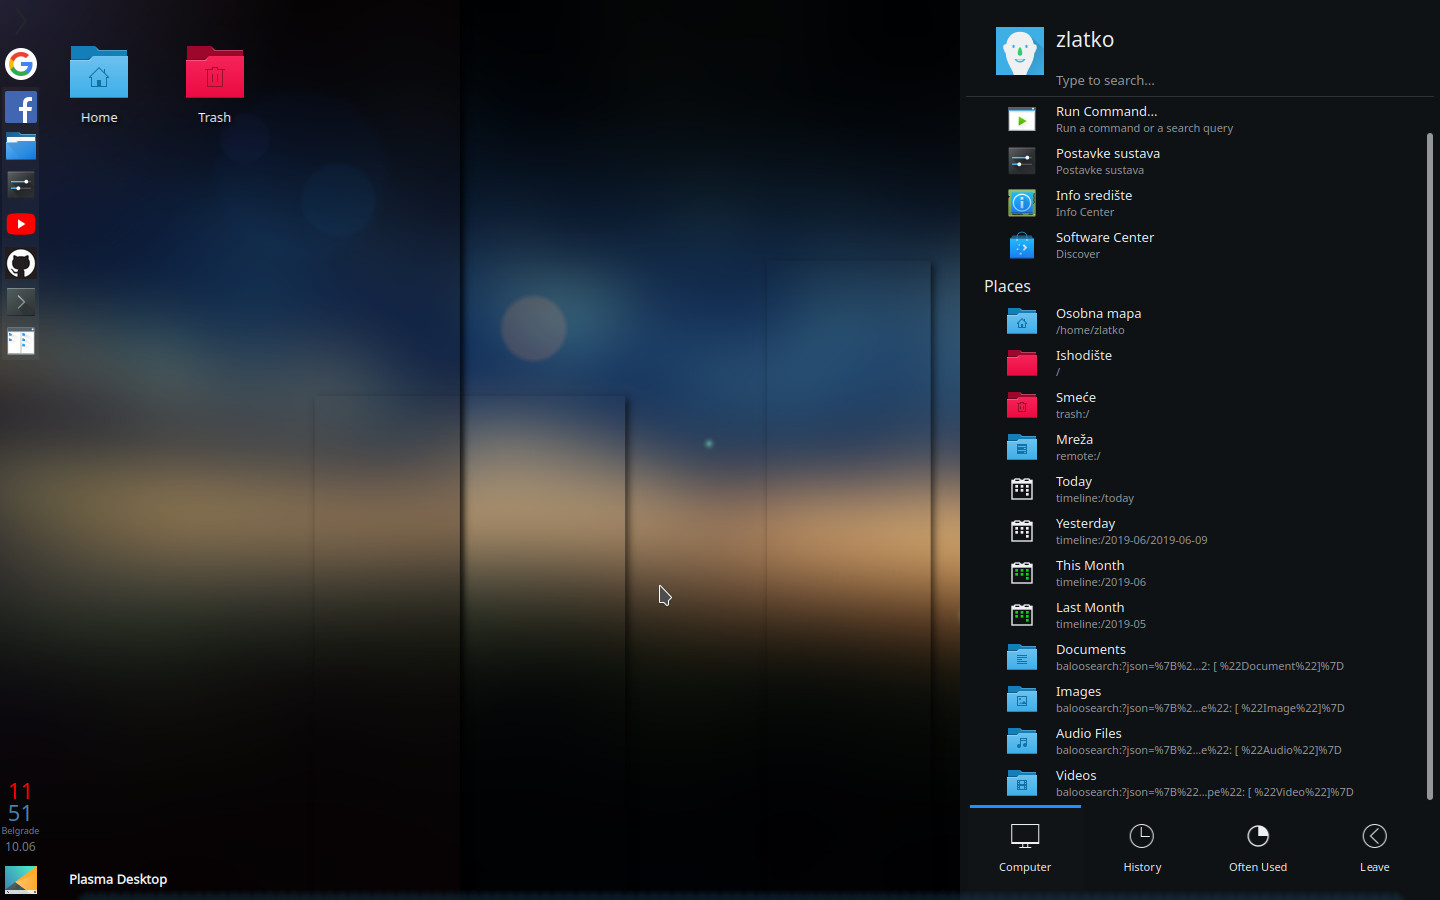 Home
Trash
11
51
Belgrade
10.06
Plasma Desktop
zlatko
Type to search...
Run Command...
Run a command or a search query
Postavke sustava
Postavke sustava
Info središte
Info Center
Software Center
Discover
Places
Osobna mapa
/home/zlatko
Ishodište
/
Smeće
trash:/
Mreža
remote:/
Today
timeline:/today
Yesterday
timeline:/2019-06/2019-06-09
This Month
timeline:/2019-06
Last Month
timeline:/2019-05
Documents
baloosearch:?json=%7B%2...2: [ %22Document%22]%7D
Images
baloosearch:?json=%7B%2...e%22: [ %22Image%22]%7D
Audio Files
baloosearch:?json=%7B%2...e%22: [ %22Audio%22]%7D
Videos
baloosearch:?json=%7B%22...pe%22: [ %22Video%22]%7D
Computer
History
Often Used
Leave